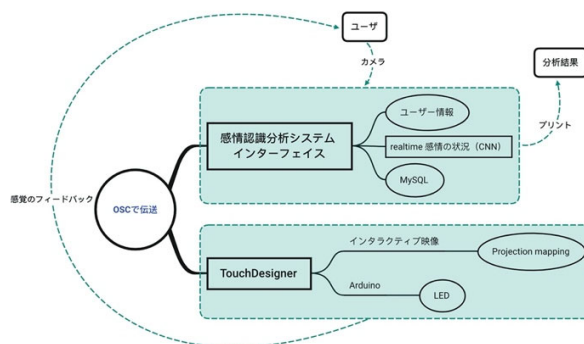 ユーザ
カメラ
分析結果
プリント
感情認識分析システム
インターフェイス
ユーザー情報
realtime 感情の状況（CNN）
MySQL
感覚のフィードバック
OSCで伝送
TouchDesigner
インタラクティブ映像
Projection mapping
Arduino
LED